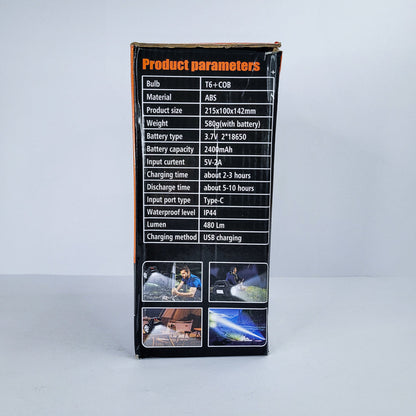 Product parameters
Bulb T6+COB
Material ABS
Product size 215x100x142mm
Weight 580g(with battery)
Battery type 3.7V 2*18650
Battery capacity 2400mAh
Input curtent 5V-2A
Charging time about 2-3 hours
Discharge time about 5-10 hours
Input port type Type-C
Waterproof level IP44
Lumen 480 Lm
Charging method USB charging